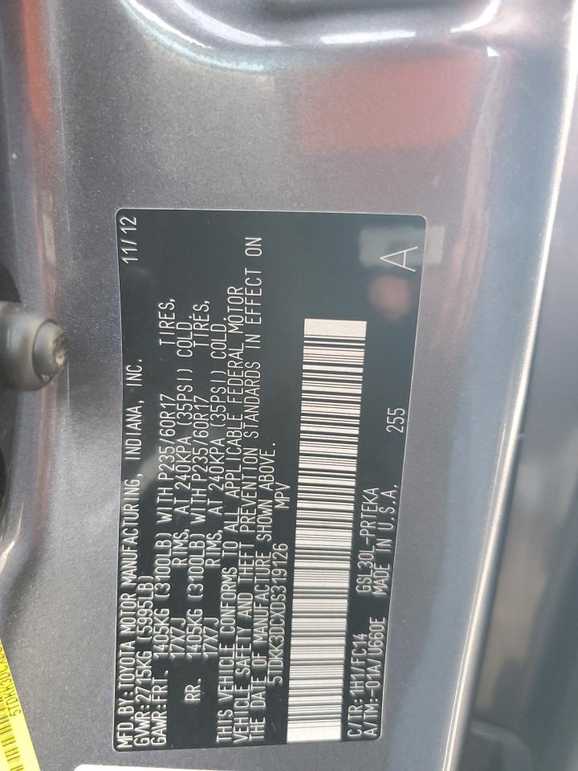 MFD.BY:TOYOTA MOTOR MANUFACTURING, INDIANA, INC. 11/12
GVWR:2715KG (5995LB)
GAWR:FRT. 1405KG (3100LB) WITH P235/60R17 TIRES,
17X7J RIMS, AT 240KPA (35PSI) COLD
RR. 1405KG (3100LB) WITH P235/60R17 TIRES,
17X7J RIMS, AT 240KPA (35PSI) COLD
THIS VEHICLE CONFORMS TO ALL APPLICABLE FEDERAL MOTOR
VEHICLE SAFETY AND THEFT PREVENTION STANDARDS IN EFFECT ON
THE DATE OF MANUFACTURE SHOWN ABOVE.
5TDKK3DCXDS319126 MPV
255
C/TR:1H1/FC14 GSL30L-PRTEKA
A/TM-01A/U660E MADE IN U.S.A.
A